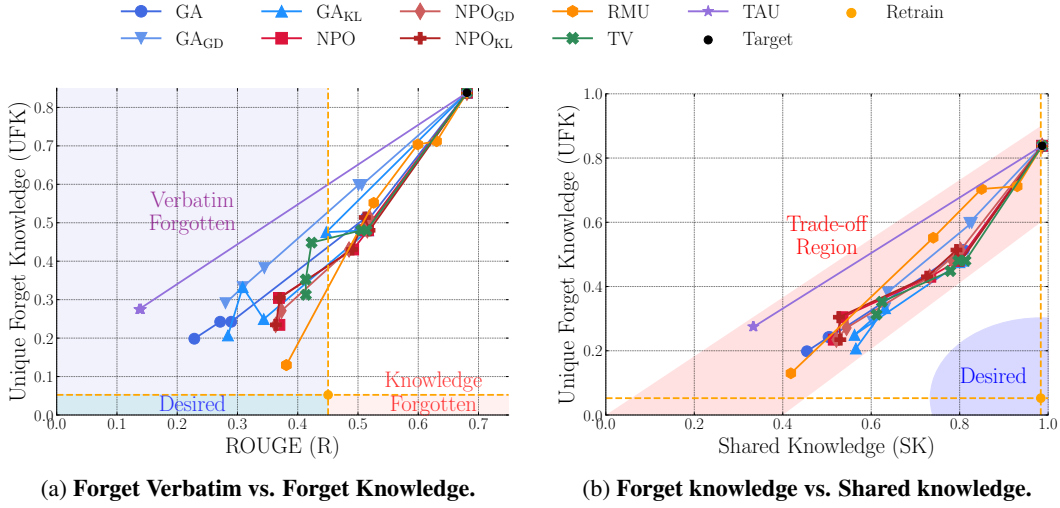 GA GA_KL NPO_GD RMU TAU Retrain
GA_GD NPO NPO_KL TV Target
Unique Forget Knowledge (UFK)
0.8
0.7
0.6
0.5
0.4
0.3
0.2
0.1
0.0
Verbatim
Forgotten
Knowledge
Desired Forgotten
0.0 0.1 0.2 0.3 0.4 0.5 0.6 0.7
ROUGE (R)
(a) Forget Verbatim vs. Forget Knowledge.
Unique Forget Knowledge (UFK)
1.0
0.8
0.6
0.4
0.2
0.0
Trade-off
Region
Desired
0.0 0.2 0.4 0.6 0.8 1.0
Shared Knowledge (SK)
(b) Forget knowledge vs. Shared knowledge.